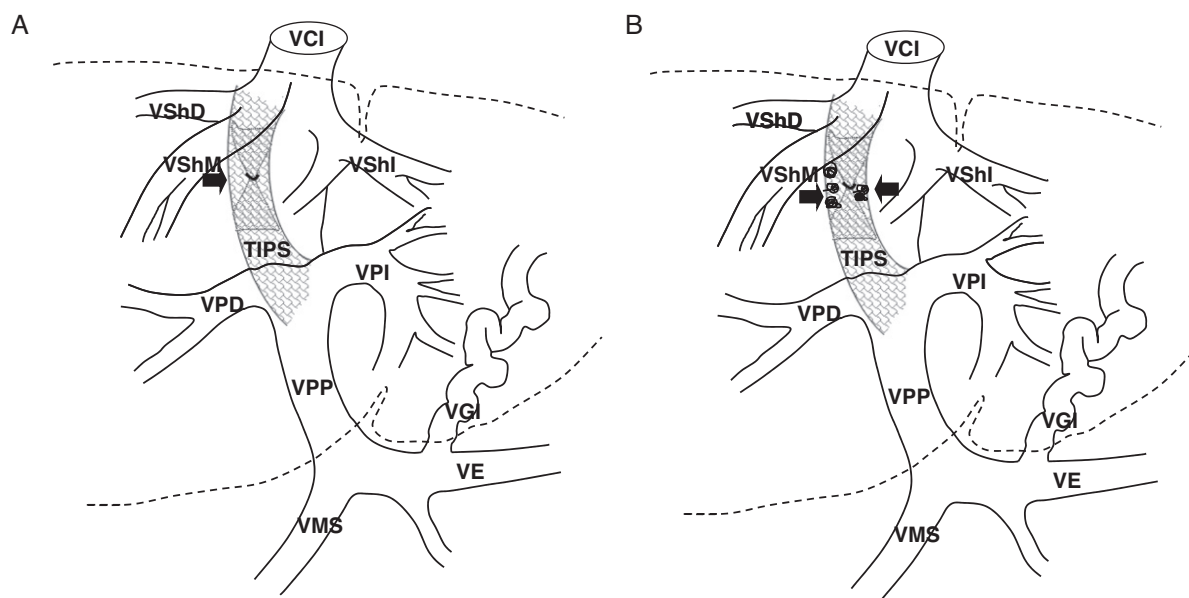 A
VCI
VShD
VShM
VShI
TIPS
VPI
VPD
VPP
VGI
VE
VMS
B
VCI
VShD
VShM
VShI
TIPS
VPI
VPD
VPP
VGI
VE
VMS